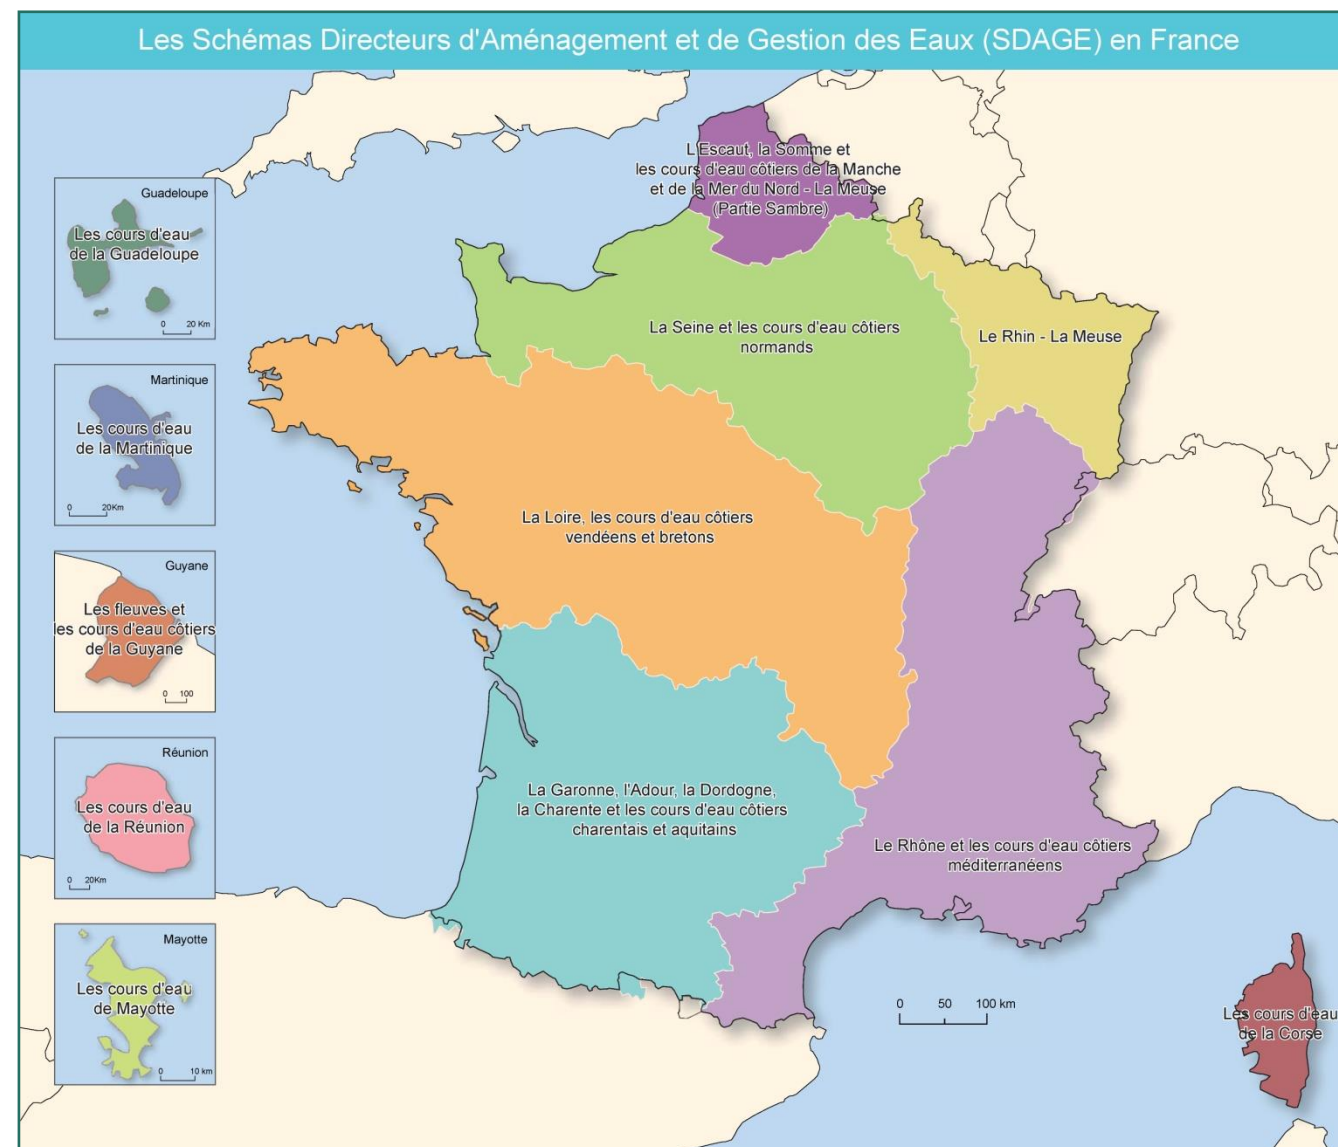 Les Schémas Directeurs d'Aménagement et de Gestion des Eaux (SDAGE) en France
L'Escaut, la Somme et
les cours d'eau côtiers de la Manche
et de la Mer du Nord - La Meuse
(Partie Sambre)
Guadeloupe
Les cours d'eau
de la Guadeloupe
0 20 Km
La Seine et les cours d'eau côtiers
normands
Le Rhin - La Meuse
Martinique
Les cours d'eau
de la Martinique
0 20Km
La Loire, les cours d'eau côtiers
vendéens et bretons
Guyane
Les fleuves et
les cours d'eau côtiers
de la Guyane
0 100
Réunion
Les cours d'eau
de la Réunion
0 20Km
La Garonne, l'Adour, la Dordogne,
la Charente et les cours d'eau côtiers
charentais et aquitains
Le Rhône et les cours d'eau côtiers
méditerranéens
Mayotte
Les cours d'eau
de Mayotte
0 10 km
0 50 100 km
Les cours d'eau
de la Corse